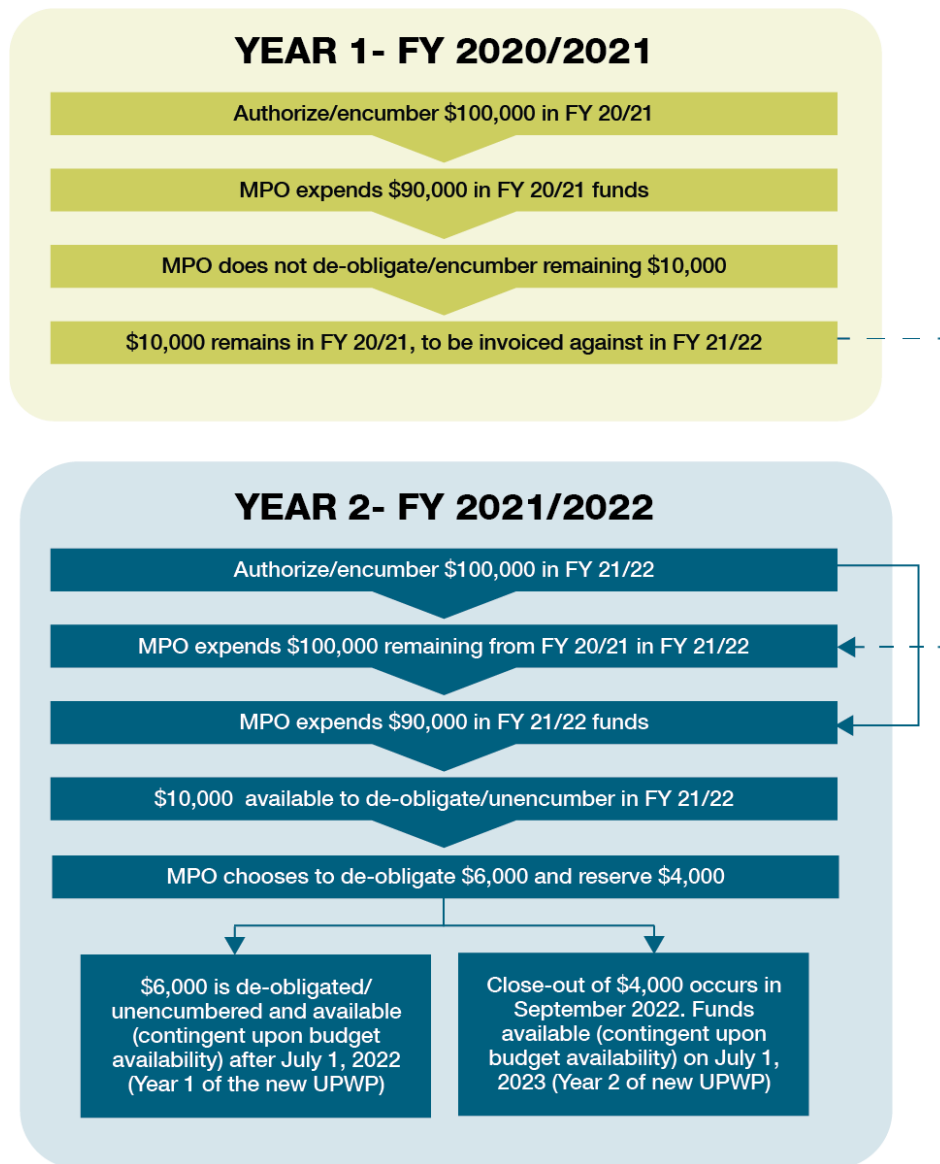 YEAR 1- FY 2020/2021
Authorize/encumber $100,000 in FY 20/21
MPO expends $90,000 in FY 20/21 funds
MPO does not de-obligate/encumber remaining $10,000
$10,000 remains in FY 20/21, to be invoiced against in FY 21/22
YEAR 2- FY 2021/2022
Authorize/encumber $100,000 in FY 21/22
MPO expends $100,000 remaining from FY 20/21 in FY 21/22
MPO expends $90,000 in FY 21/22 funds
$10,000  available to de-obligate/unencumber in FY 21/22
MPO chooses to de-obligate $6,000 and reserve $4,000
$6,000 is de-obligated/
unencumbered and available
(contingent upon budget
availability) after July 1, 2022
(Year 1 of the new UPWP)
Close-out of $4,000 occurs in
September 2022. Funds
available (contingent upon
budget availability) on July 1,
2023 (Year 2 of new UPWP)